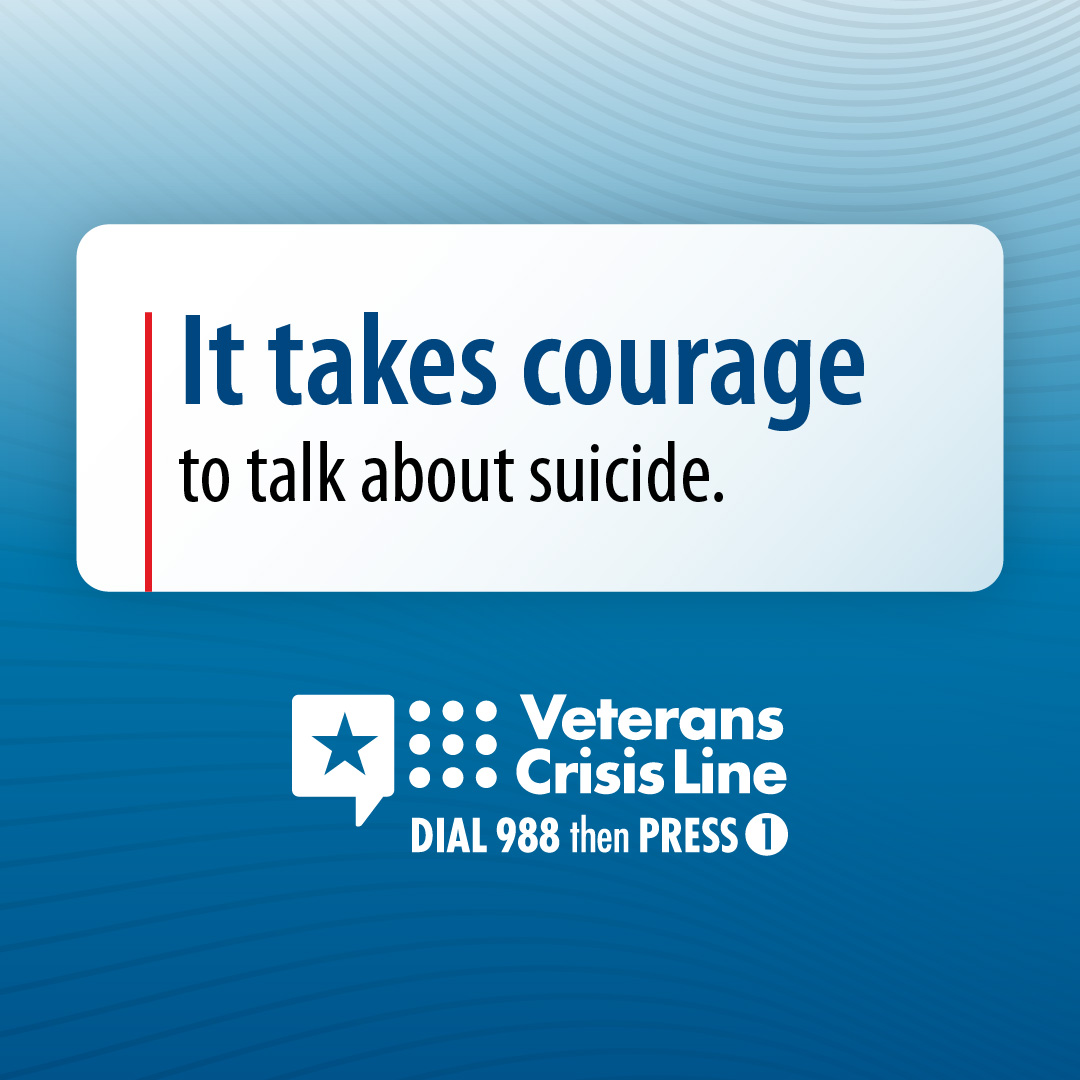 It takes courage
to talk about suicide.
Veterans
Crisis Line
DIAL 988 then PRESS 1